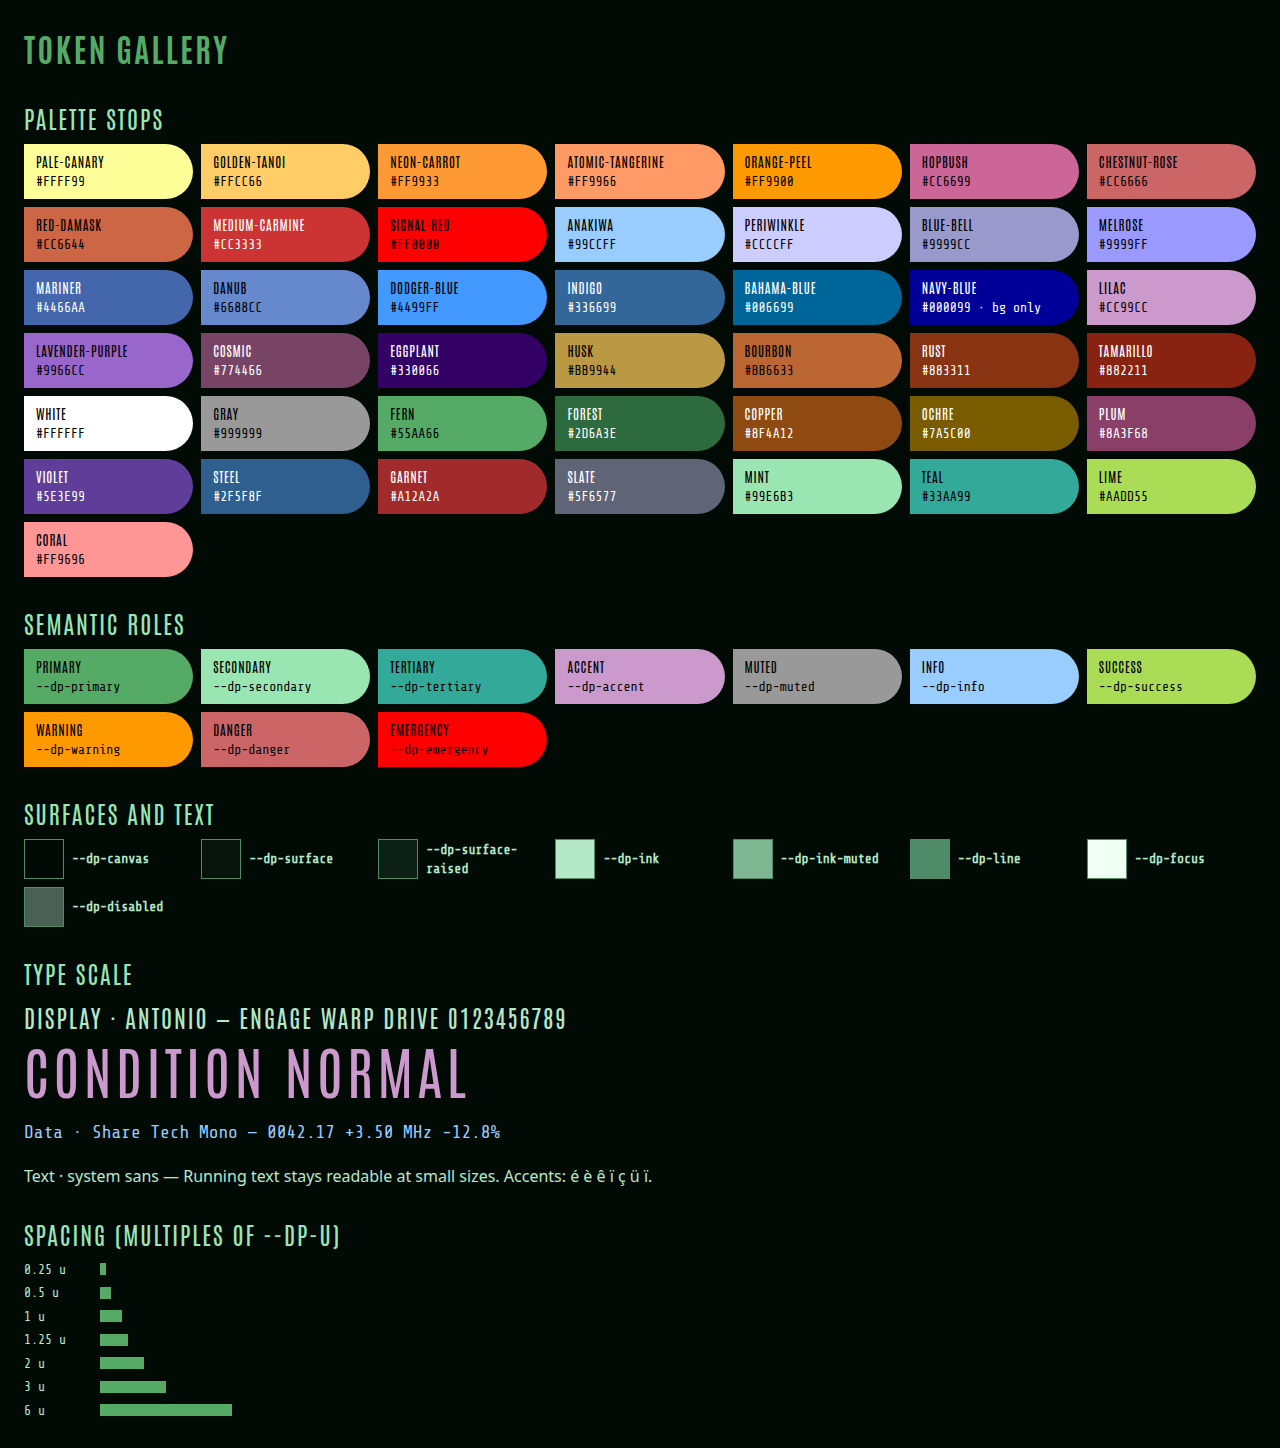 TOKEN GALLERY
PALETTE STOPS
PALE-CANARY
#FFFF99
GOLDEN-TANOI
#FFCC66
NEON-CARROT
#FF9933
ATOMIC-TANGERINE
#FF9966
ORANGE-PEEL
#FF9900
HOPBUSH
#CC6699
CHESTNUT-ROSE
#CC6666
RED-DAMASK
#CC6644
MEDIUM-CARMINE
#CC3333
SIGNAL-RED
#FF0000
ANAKIWA
#99CCFF
PERIWINKLE
#CCCCFF
BLUE-BELL
#9999CC
MELROSE
#9999FF
MARINER
#4466AA
DANUB
#6688CC
DODGER-BLUE
#4499FF
INDIGO
#336699
BAHAMA-BLUE
#006699
NAVY-BLUE
#000099 · bg only
LILAC
#CC99CC
LAVENDER-PURPLE
#9966CC
COSMIC
#774466
EGGPLANT
#330066
HUSK
#BB9944
BOURBON
#BB6633
RUST
#883311
TAMARILLO
#882211
WHITE
#FFFFFF
GRAY
#999999
FERN
#55AA66
FOREST
#2D6A3E
COPPER
#8F4A12
OCHRE
#7A5C00
PLUM
#8A3F68
VIOLET
#5E3E99
STEEL
#2F5F8F
GARNET
#A12A2A
SLATE
#5F6577
MINT
#99E6B3
TEAL
#33AA99
LIME
#AADD55
CORAL
#FF9696
SEMANTIC ROLES
PRIMARY
--dp-primary
SECONDARY
--dp-secondary
TERTIARY
--dp-tertiary
ACCENT
--dp-accent
MUTED
--dp-muted
INFO
--dp-info
SUCCESS
--dp-success
WARNING
--dp-warning
DANGER
--dp-danger
EMERGENCY
--dp-emergency
SURFACES AND TEXT
--dp-canvas
--dp-surface
--dp-surface-
raised
--dp-ink
--dp-ink-muted
--dp-line
--dp-focus
--dp-disabled
TYPE SCALE
DISPLAY · ANTONIO — ENGAGE WARP DRIVE 0123456789
CONDITION NORMAL
Data · Share Tech Mono — 0042.17 +3.50 MHz −12.8%
Text · system sans — Running text stays readable at small sizes. Accents: é è ê ï ç ü ï.
SPACING (MULTIPLES OF --DP-U)
0.25 u
0.5 u
1 u
1.25 u
2 u
3 u
6 u